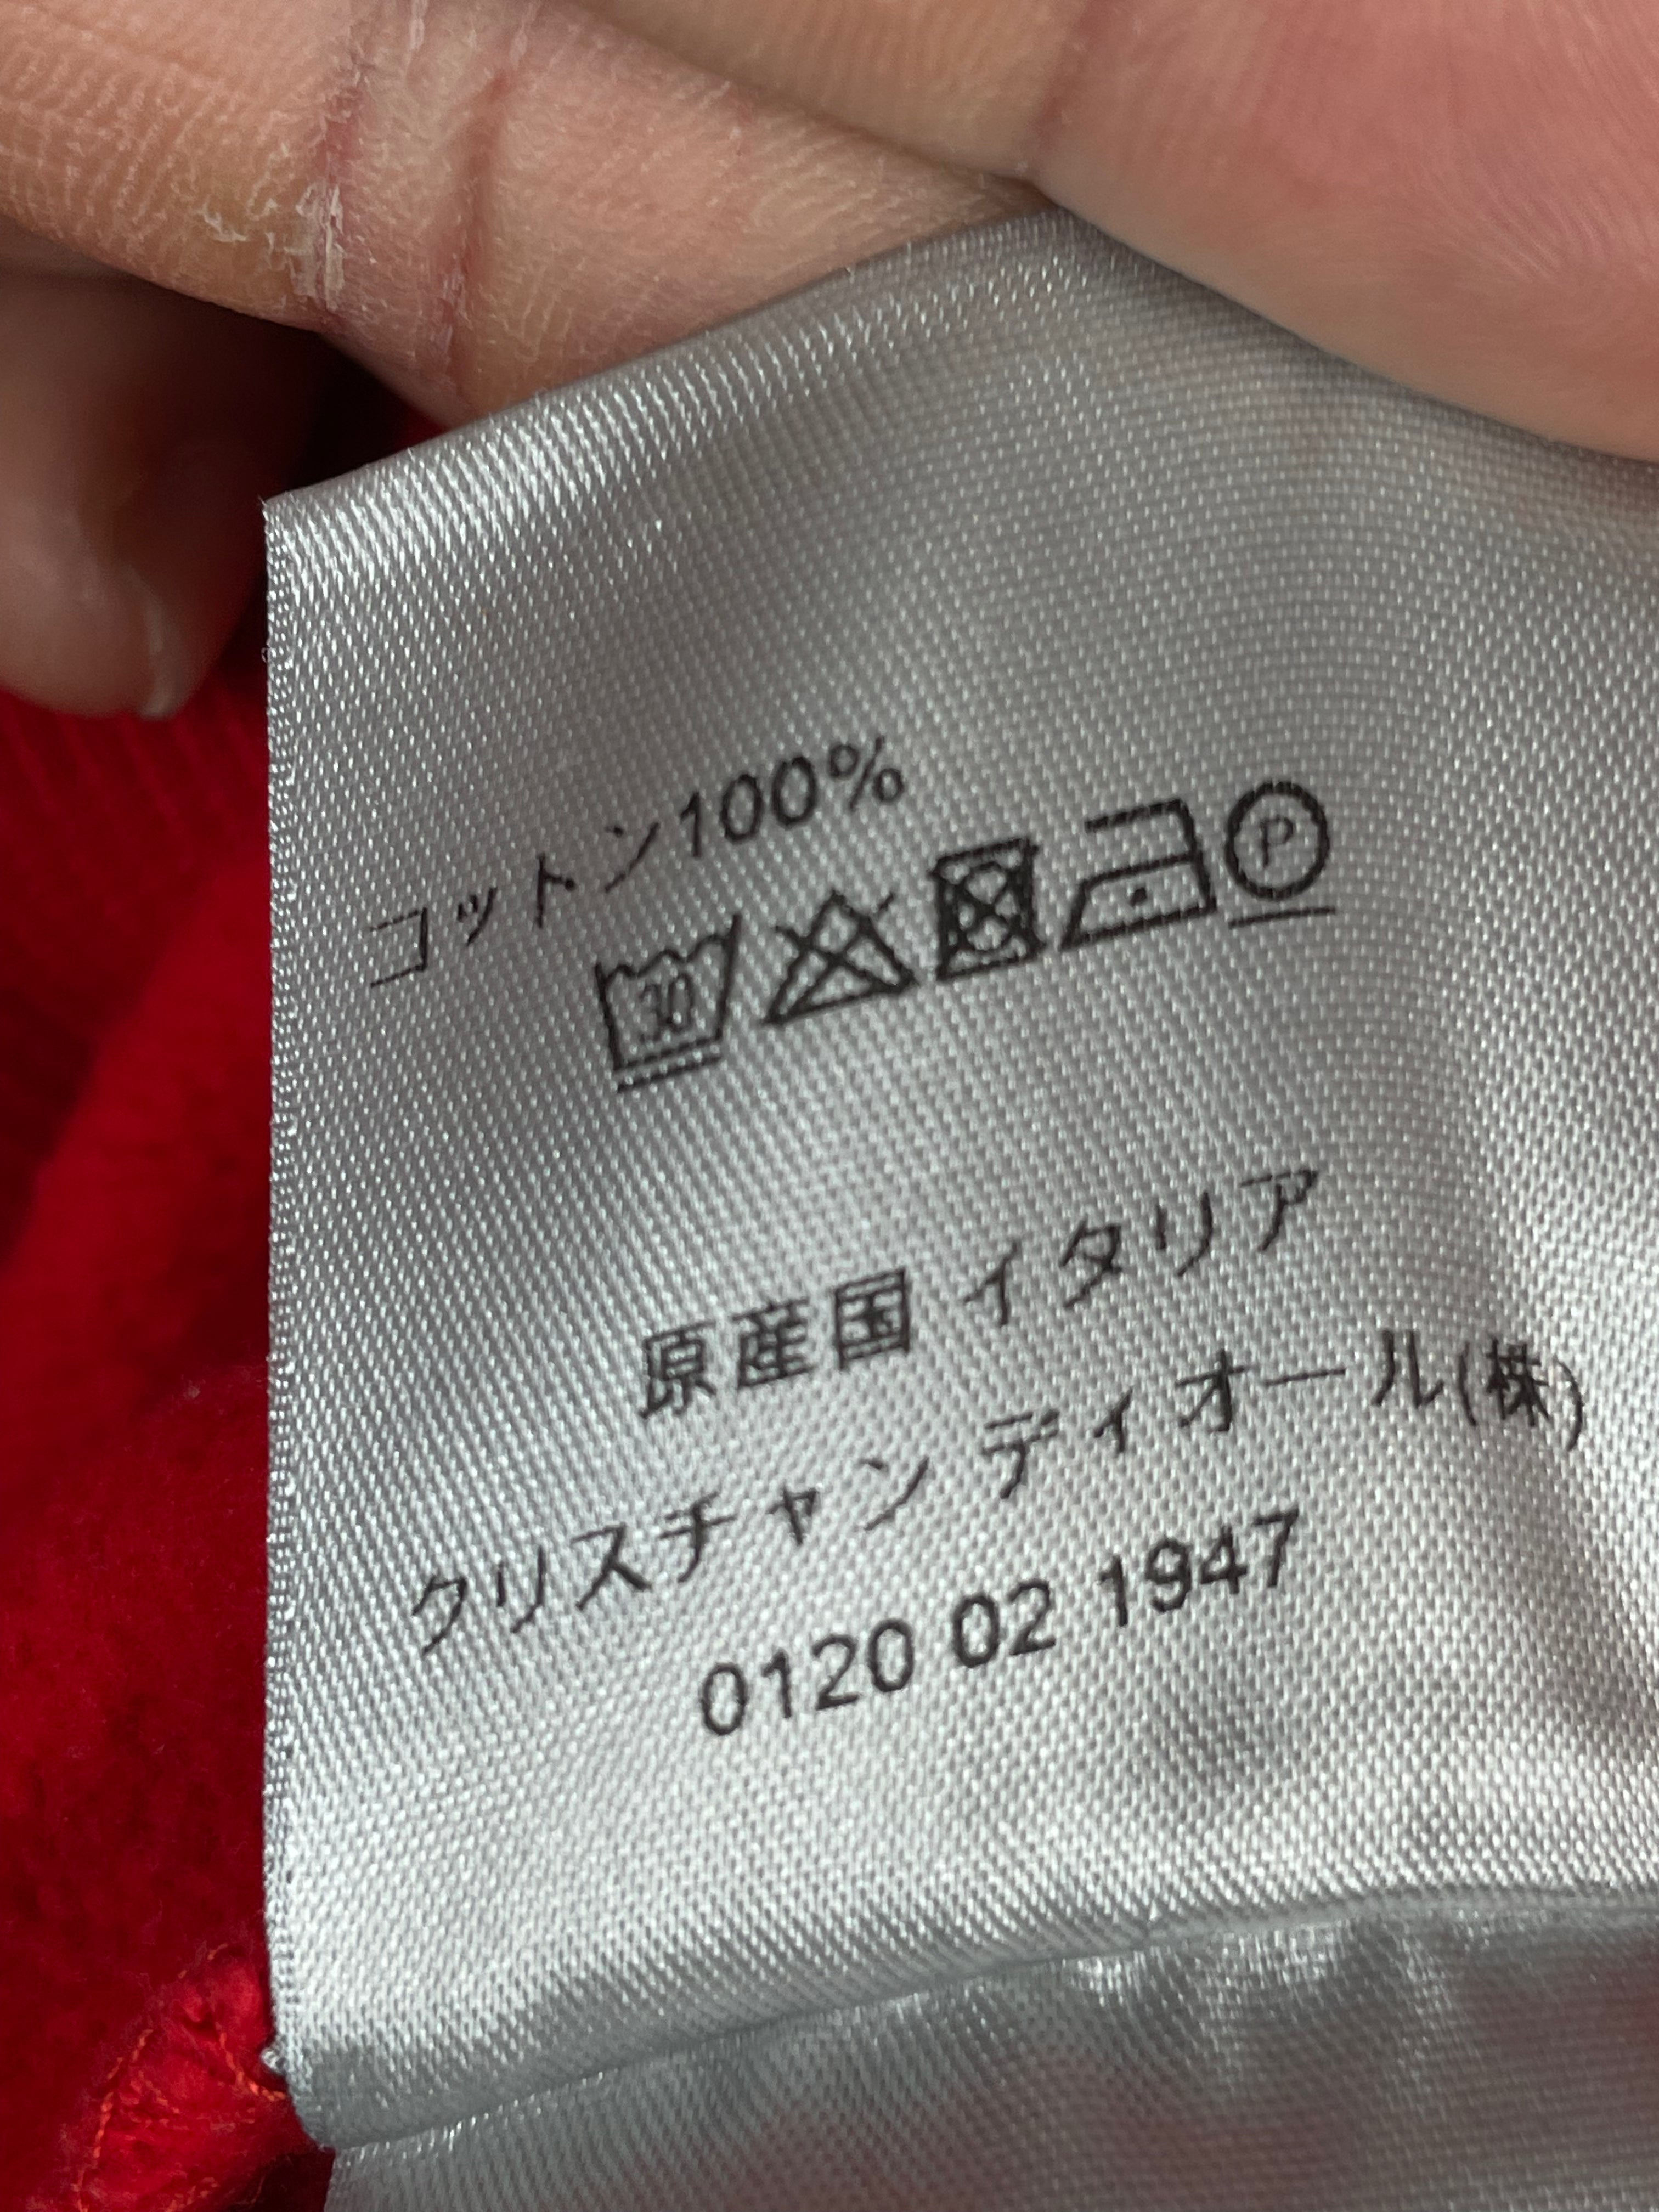 コットン100%
30
P
原産国 イタリア
クリスチャン ディオール(株)
0120 02 1947